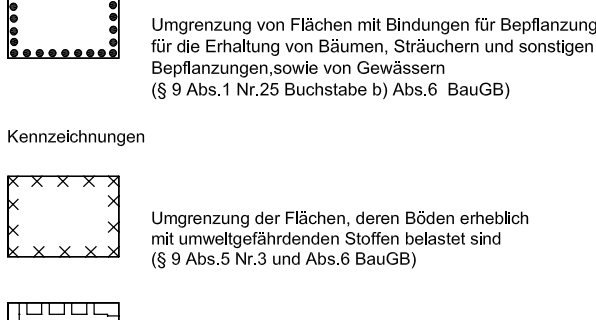 Umgrenzung von Flächen mit Bindungen für Bepflanzung
für die Erhaltung von Bäumen, Sträuchern und sonstigen
Bepflanzungen,sowie von Gewässern
(§ 9 Abs.1 Nr.25 Buchstabe b) Abs.6 BauGB)
Kennzeichnungen
Umgrenzung der Flächen, deren Böden erheblich
mit umweltgefährdenden Stoffen belastet sind
(§ 9 Abs.5 Nr.3 und Abs.6 BauGB)